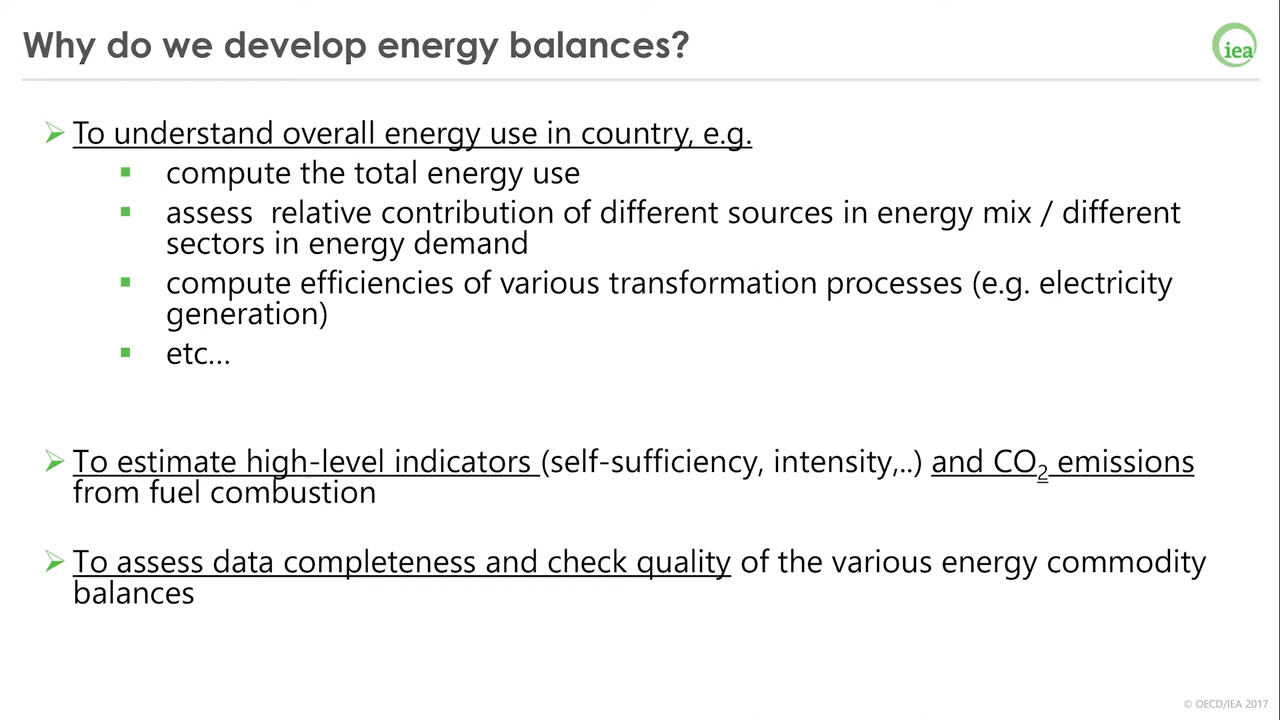 Why do we develop energy balances?
iea
To understand overall energy use in country, e.g.
compute the total energy use
assess relative contribution of different sources in energy mix / different
sectors in energy demand
compute efficiencies of various transformation processes (e.g. electricity
generation)
etc...
To estimate high-level indicators (self-sufficiency, intensity,..) and CO₂ emissions
from fuel combustion
To assess data completeness and check quality of the various energy commodity
balances
© OECD/IEA 2017